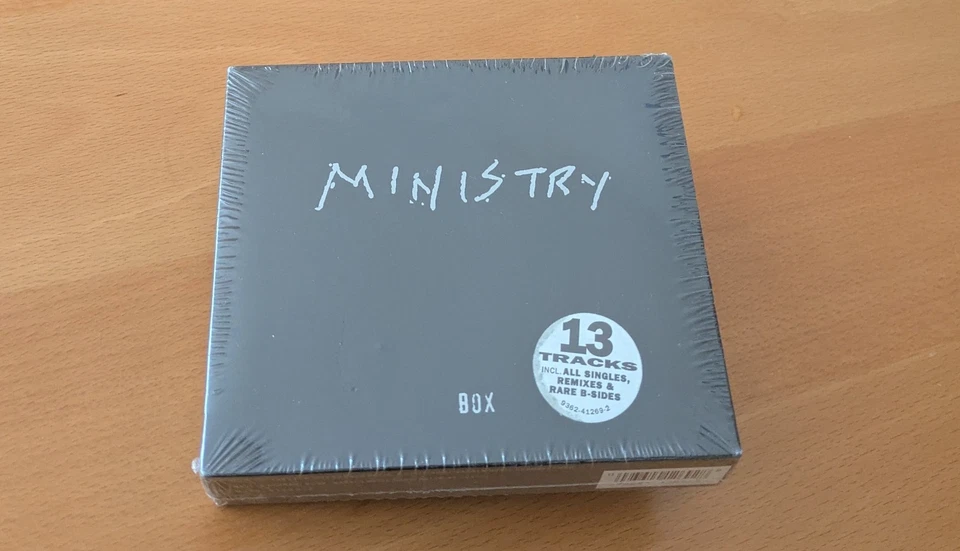 MINISTRY
13
TRACKS
INCL. ALL SINGLES,
REMIXES &
RARE B-SIDES
9362-41269-2
BOX